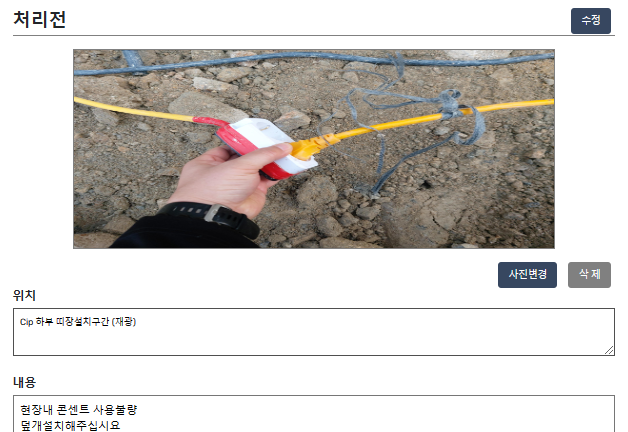 처리전
수정
사진변경
삭 제
위치
Cip 하부 띠장설치구간 (재광)
내용
현장내 콘센트 사용불량
덮개설치해주십시요